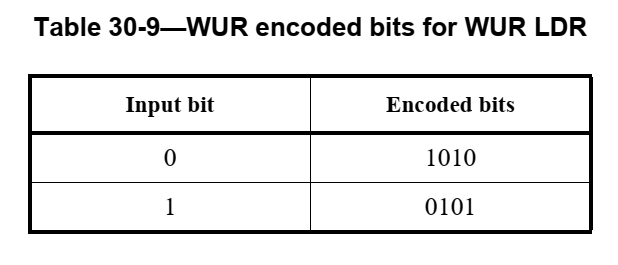 Table 30-9—WUR encoded bits for WUR LDR
Input bit Encoded bits
0 1010
1 0101